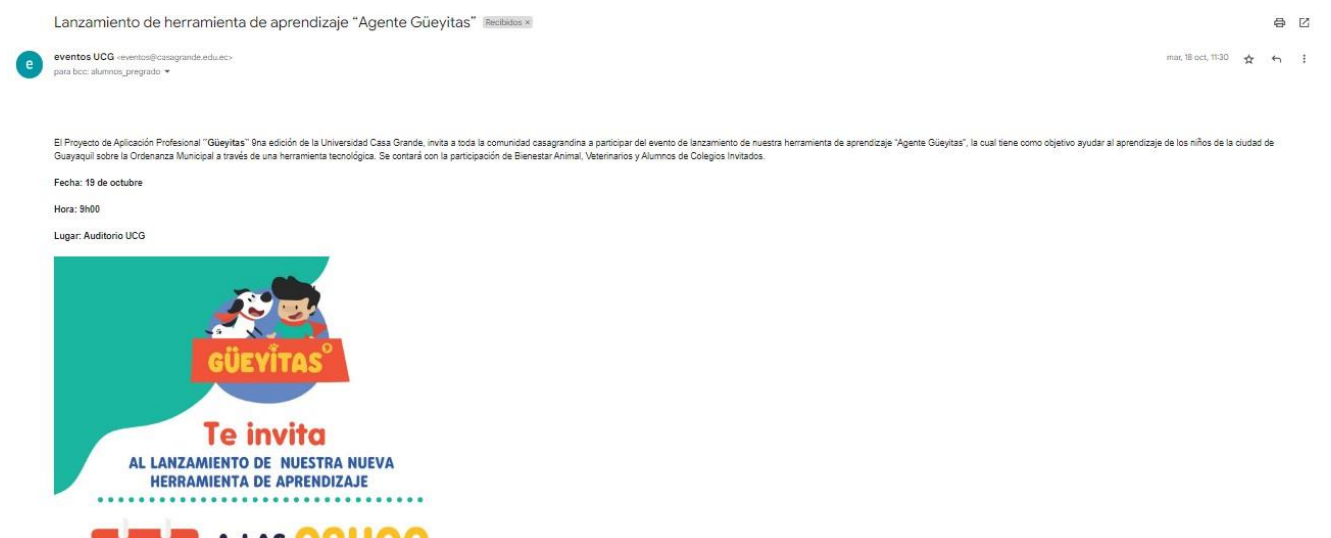 Lanzamiento de herramienta de aprendizaje “Agente Güeyitas” Recibidos ×
e
eventos UCG <eventos@casagrande.edu.ec>
para bcc: alumnos_pregrado
mar, 18 oct, 11:30
El Proyecto de Aplicación Profesional "Güeyitas" 9na edición de la Universidad Casa Grande, invita a toda la comunidad casagrandina a participar del evento de lanzamiento de nuestra herramienta de aprendizaje "Agente Güeyitas", la cual tiene como objetivo ayudar al aprendizaje de los niños de la ciudad de
Guayaquil sobre la Ordenanza Municipal a través de una herramienta tecnológica. Se contará con la participación de Bienestar Animal, Veterinarios y Alumnos de Colegios Invitados.
Fecha: 19 de octubre
Hora: 9h00
Lugar: Auditorio UCG
GÜEYITAS
Te invita
AL LANZAMIENTO DE NUESTRA NUEVA
HERRAMIENTA DE APRENDIZAJE
A LAS 09H00